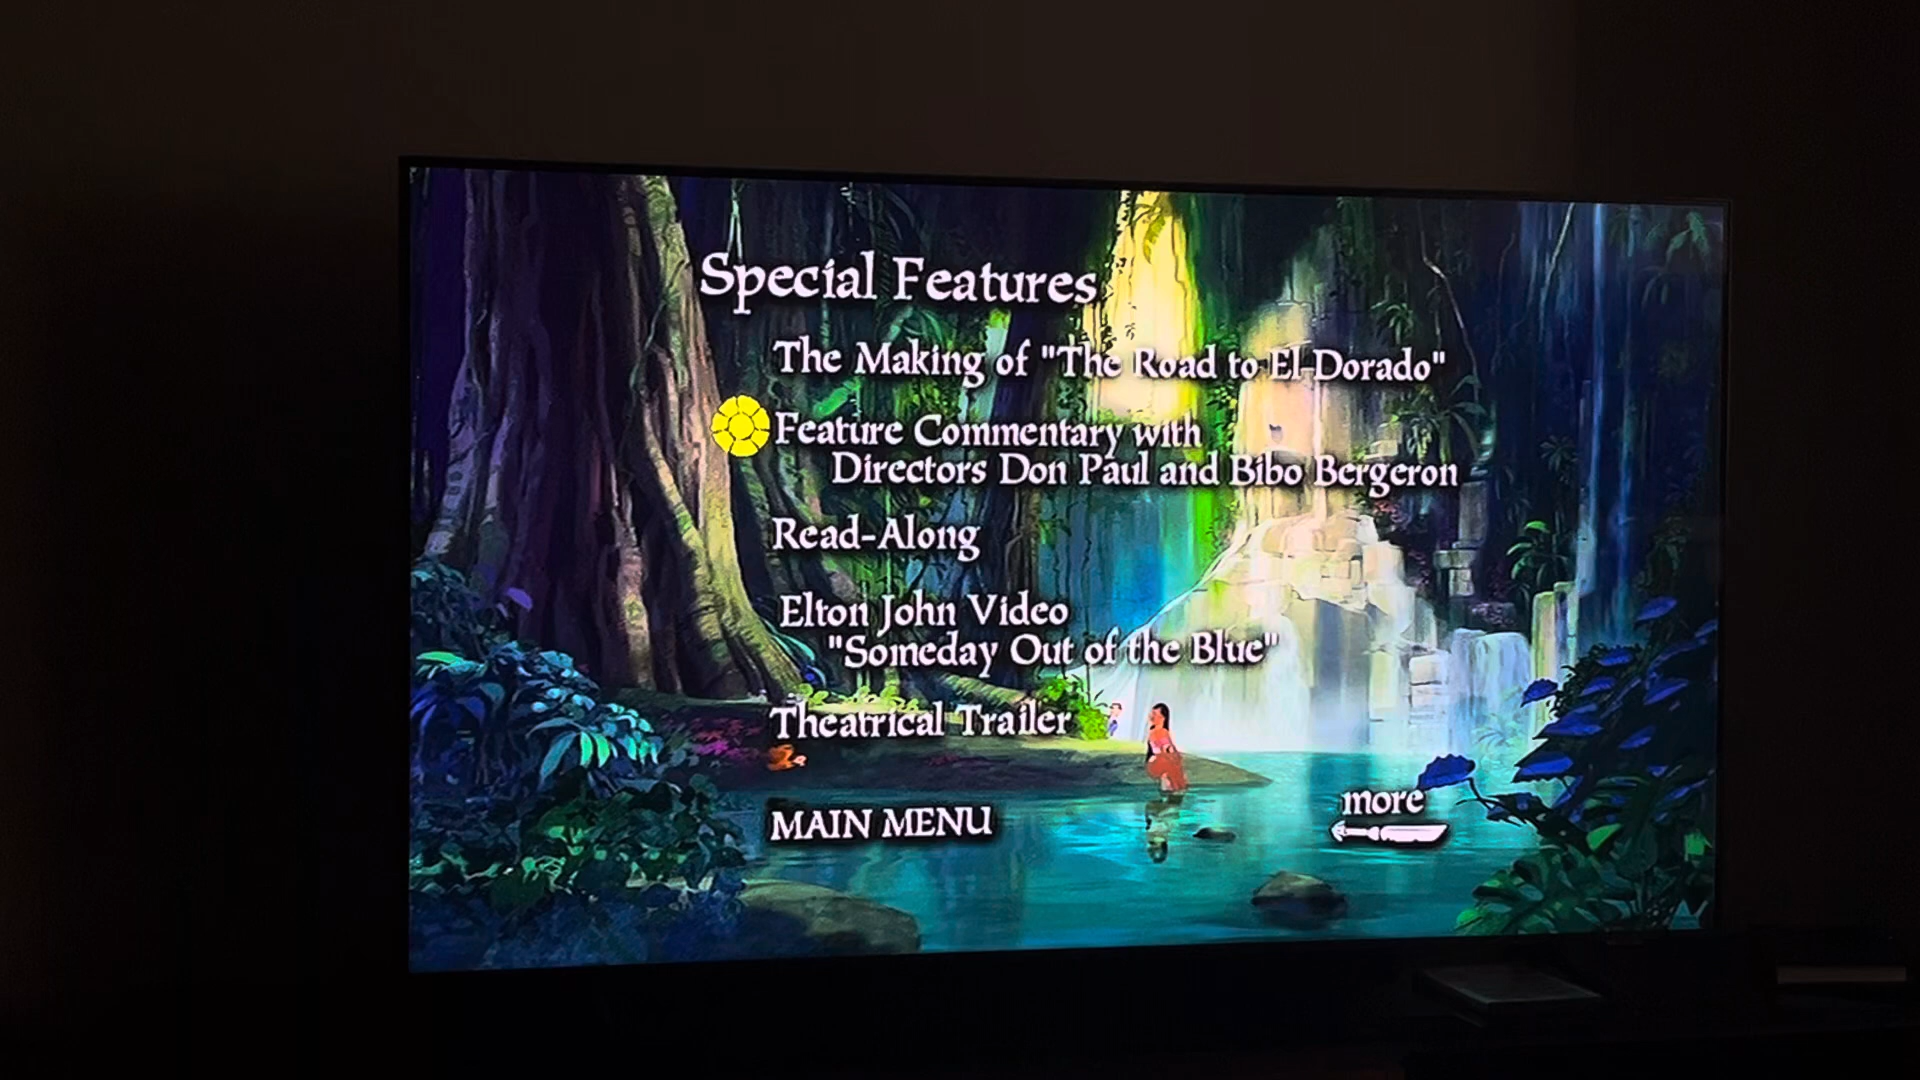 Special Features
The Making of "The Road to El Dorado"
Feature Commentary with
Directors Don Paul and Bibo Bergeron
Read-Along
Elton John Video
"Someday Out of the Blue"
Theatrical Trailer
MAIN MENU
more